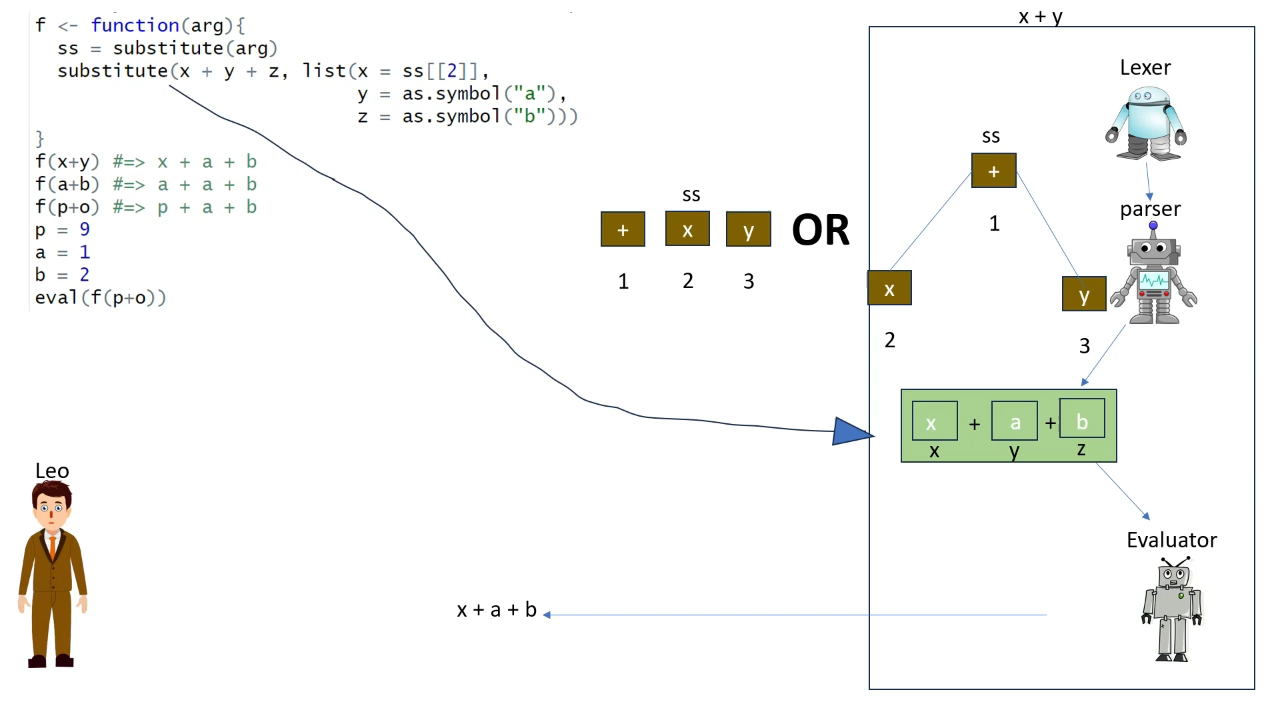 f <- function(arg){
  ss = substitute(arg)
  substitute(x + y + z, list(x = ss[[2]],
                             y = as.symbol("a"),
                             z = as.symbol("b")))
}
f(x+y) #=> x + a + b
f(a+b) #=> a + a + b
f(p+o) #=> p + a + b
p = 9
a = 1
b = 2
eval(f(p+o))
x + y
Lexer
ss
+
1
parser
ss
+ x y OR
1 2 3
x y
2 3
x + a + b
x y z
Leo
Evaluator
x + a + b